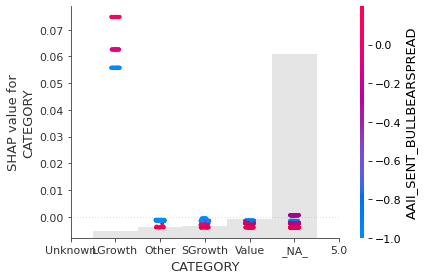 SHAP value for
CATEGORY
0.07
0.06
0.05
0.04
0.03
0.02
0.01
0.00
Unknown LGrowth Other SGrowth Value _NA_ 5.0
CATEGORY
0.0
−0.2
−0.4
−0.6
−0.8
−1.0
AAII_SENT_BULLBEARSPREAD